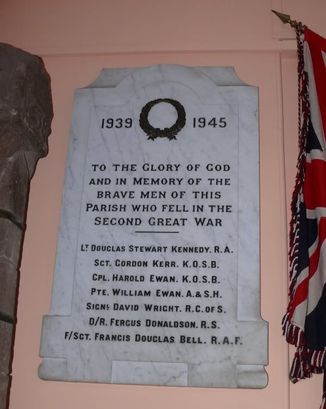 1939 1945
TO THE GLORY OF GOD
AND IN MEMORY OF THE
BRAVE MEN OF THIS
PARISH WHO FELL IN THE
SECOND GREAT WAR
LT DOUGLAS STEWART KENNEDY. R.A.
SGT. GORDON KERR. K.O.S.B.
CPL. HAROLD EWAN. K.O.S.B.
PTE. WILLIAM EWAN. A.& S.H.
SIGN. DAVID WRIGHT. R.C. OF S.
D/R. FERGUS DONALDSON. R.S.
F/SGT. FRANCIS DOUGLAS BELL. R.A.F.